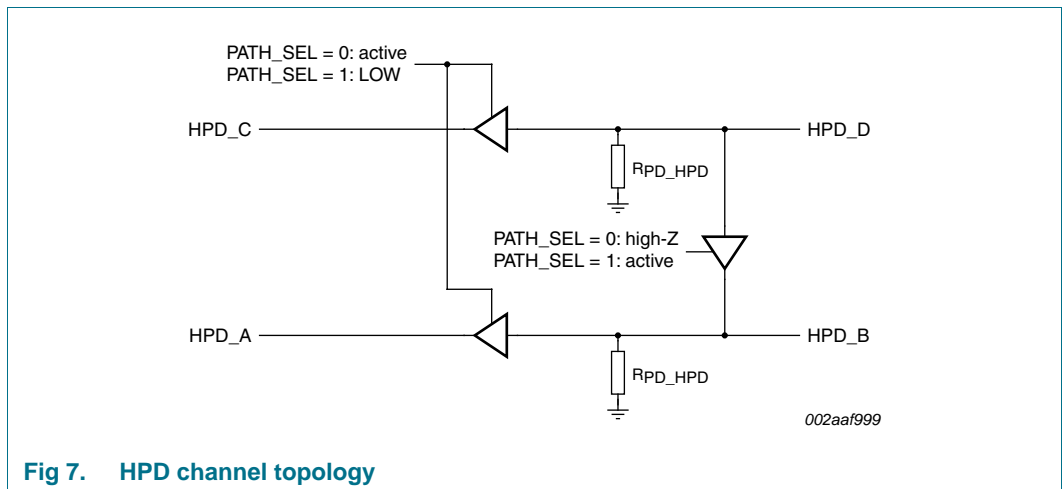 PATH_SEL = 0: active
PATH_SEL = 1: LOW
HPD_C
HPD_D
RPD_HPD
PATH_SEL = 0: high-Z
PATH_SEL = 1: active
HPD_A
HPD_B
RPD_HPD
002aaf999
Fig 7. HPD channel topology